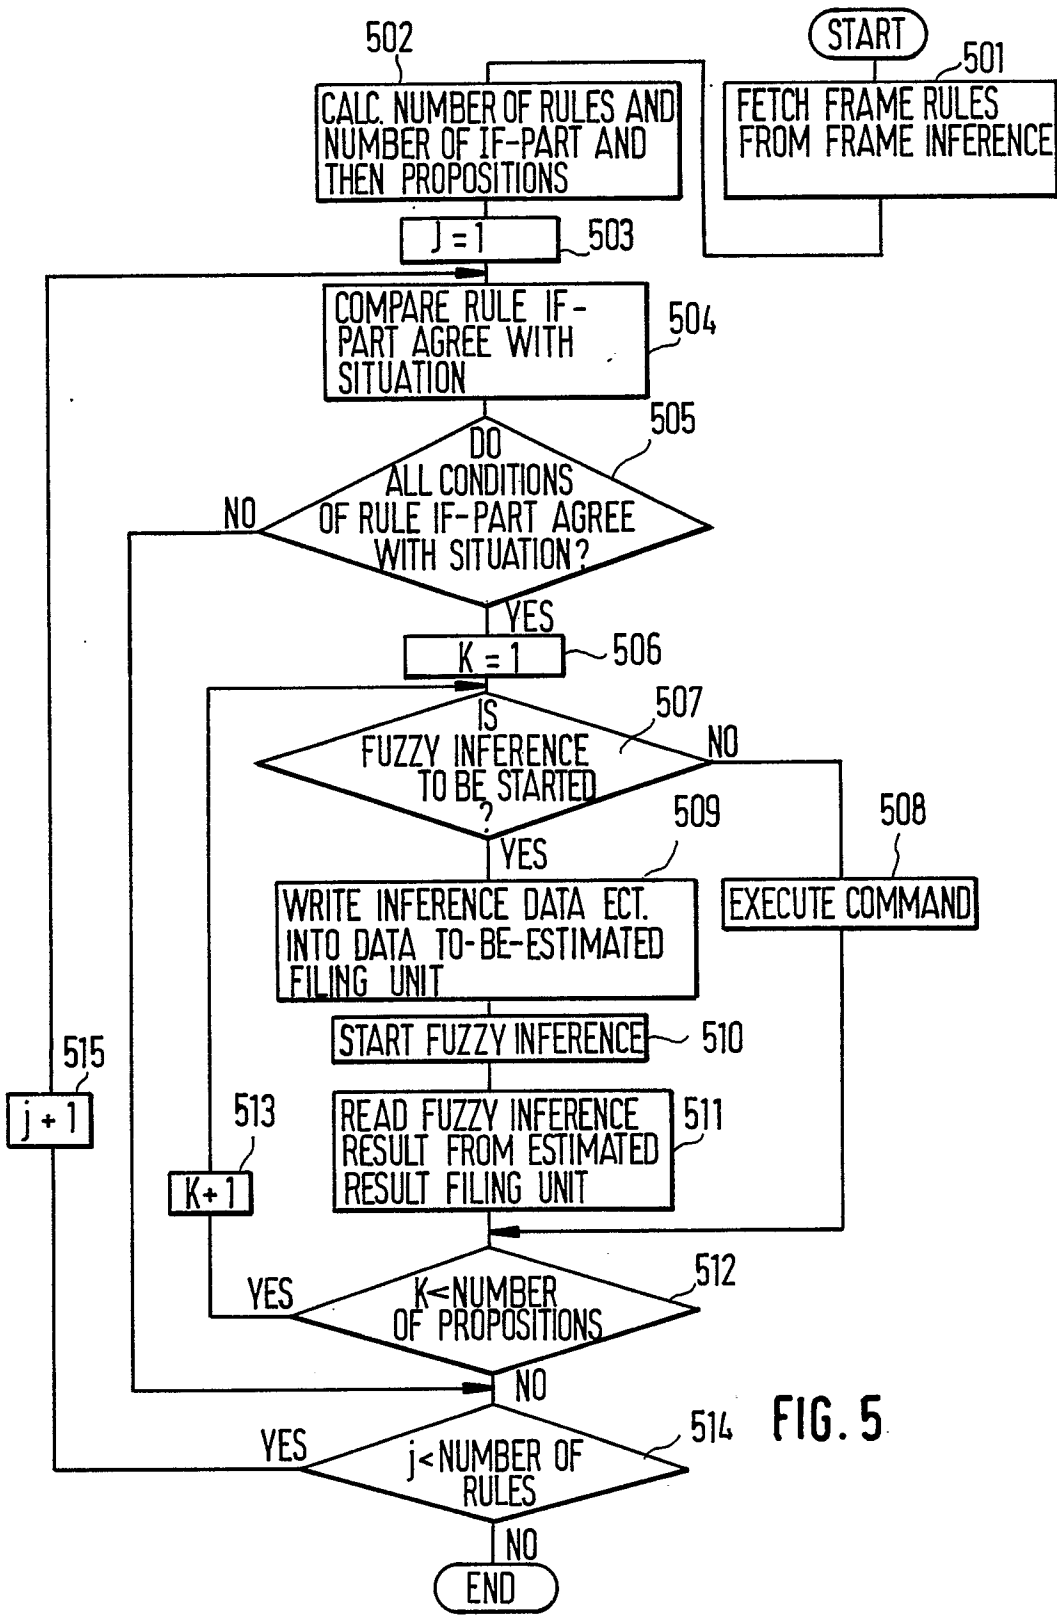 START
501
FETCH FRAME RULES
FROM FRAME INFERENCE
502
CALC. NUMBER OF RULES AND
NUMBER OF IF-PART AND
THEN PROPOSITIONS
J = 1
503
COMPARE RULE IF-
PART AGREE WITH
SITUATION
504
505
DO
ALL CONDITIONS
OF RULE IF-PART AGREE
WITH SITUATION?
NO
YES
K = 1
506
IS
FUZZY INFERENCE
TO BE STARTED
?
507
NO
YES
508
EXECUTE COMMAND
509
WRITE INFERENCE DATA ECT.
INTO DATA TO-BE-ESTIMATED
FILING UNIT
START FUZZY INFERENCE
510
READ FUZZY INFERENCE
RESULT FROM ESTIMATED
RESULT FILING UNIT
511
K<NUMBER
OF PROPOSITIONS
512
YES
513
K+1
NO
j<NUMBER OF
RULES
514
YES
515
j+1
NO
END
FIG. 5